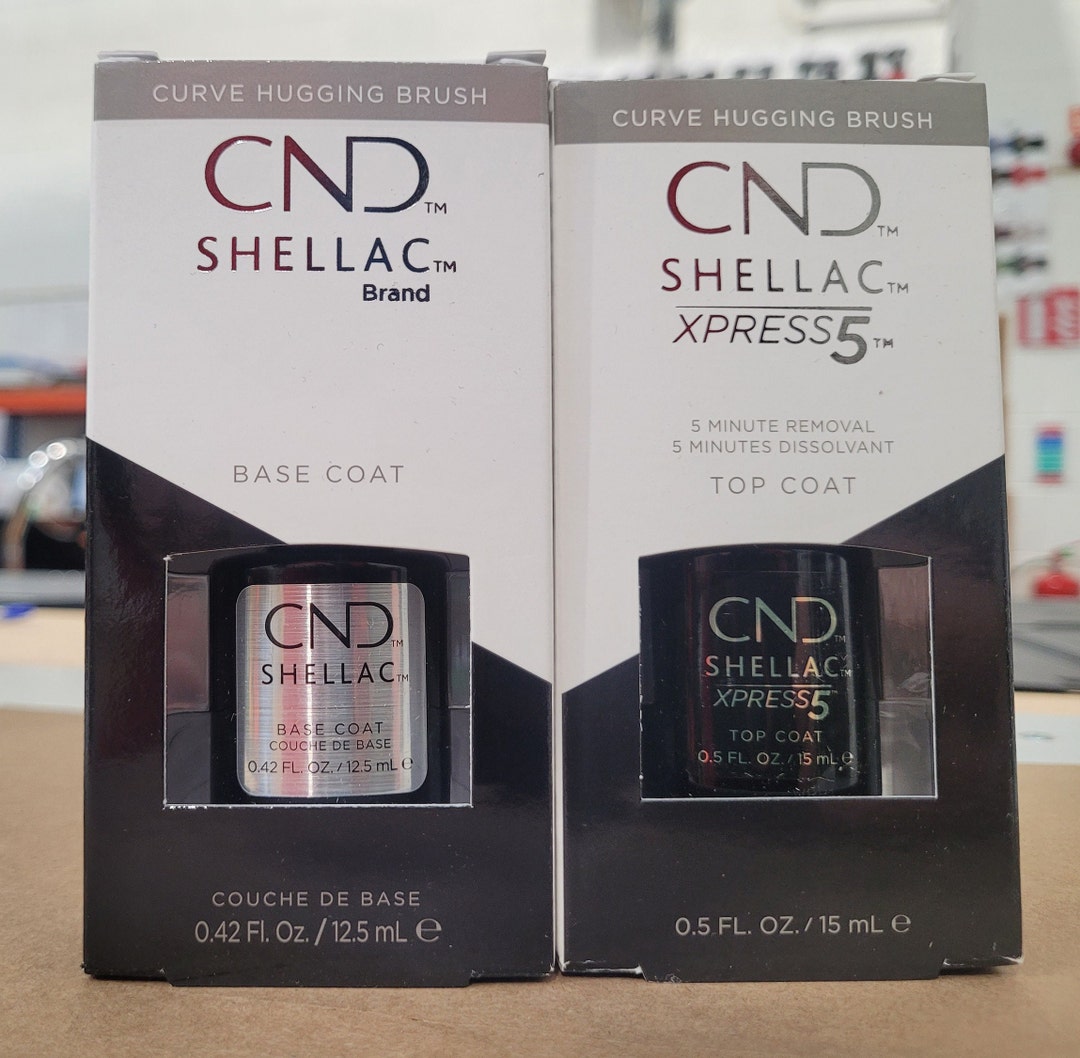 CURVE HUGGING BRUSH
CND™
SHELLAC™
Brand
BASE COAT
CND™
SHELLAC™
BASE COAT
COUCHE DE BASE
0.42 FL. OZ. / 12.5 mL ℮
COUCHE DE BASE
0.42 Fl. Oz. / 12.5 mL ℮
CURVE HUGGING BRUSH
CND™
SHELLAC™
XPRESS5™
5 MINUTE REMOVAL
5 MINUTES DISSOLVANT
TOP COAT
CND™
SHELLAC™
XPRESS5
TOP COAT
0.5 FL. OZ. / 15 mL ℮
0.5 FL. OZ. / 15 mL ℮